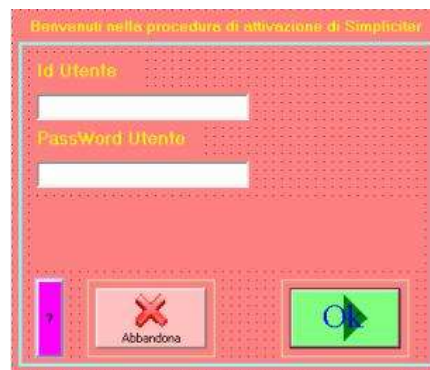 Benvenuti nella procedura di attivazione di Simpliciter
Id Utente
PassWord Utente
?
Abbandona
Ok